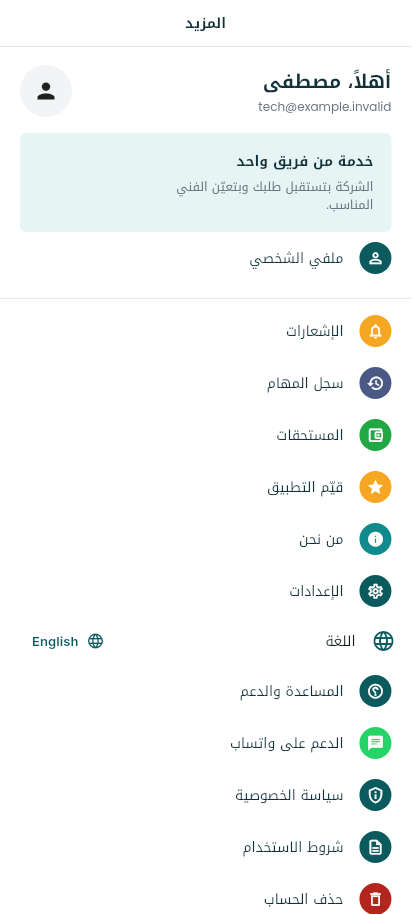 المزيد
أهلاً، مصطفى
tech@example.invalid
خدمة من فريق واحد
الشركة بتستقبل طلبك وبتعيّن الفني
المناسب.
ملفي الشخصي
الإشعارات
سجل المهام
المستحقات
قيّم التطبيق
من نحن
الإعدادات
اللغة
English
المساعدة والدعم
الدعم على واتساب
سياسة الخصوصية
شروط الاستخدام
حذف الحساب